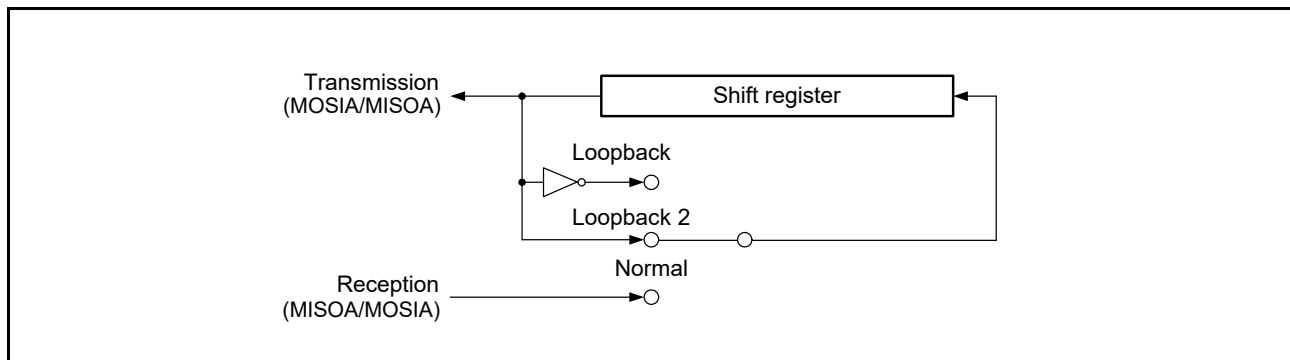 Transmission
(MOSIA/MISOA)
Shift register
Loopback
Loopback 2
Normal
Reception
(MISOA/MOSIA)